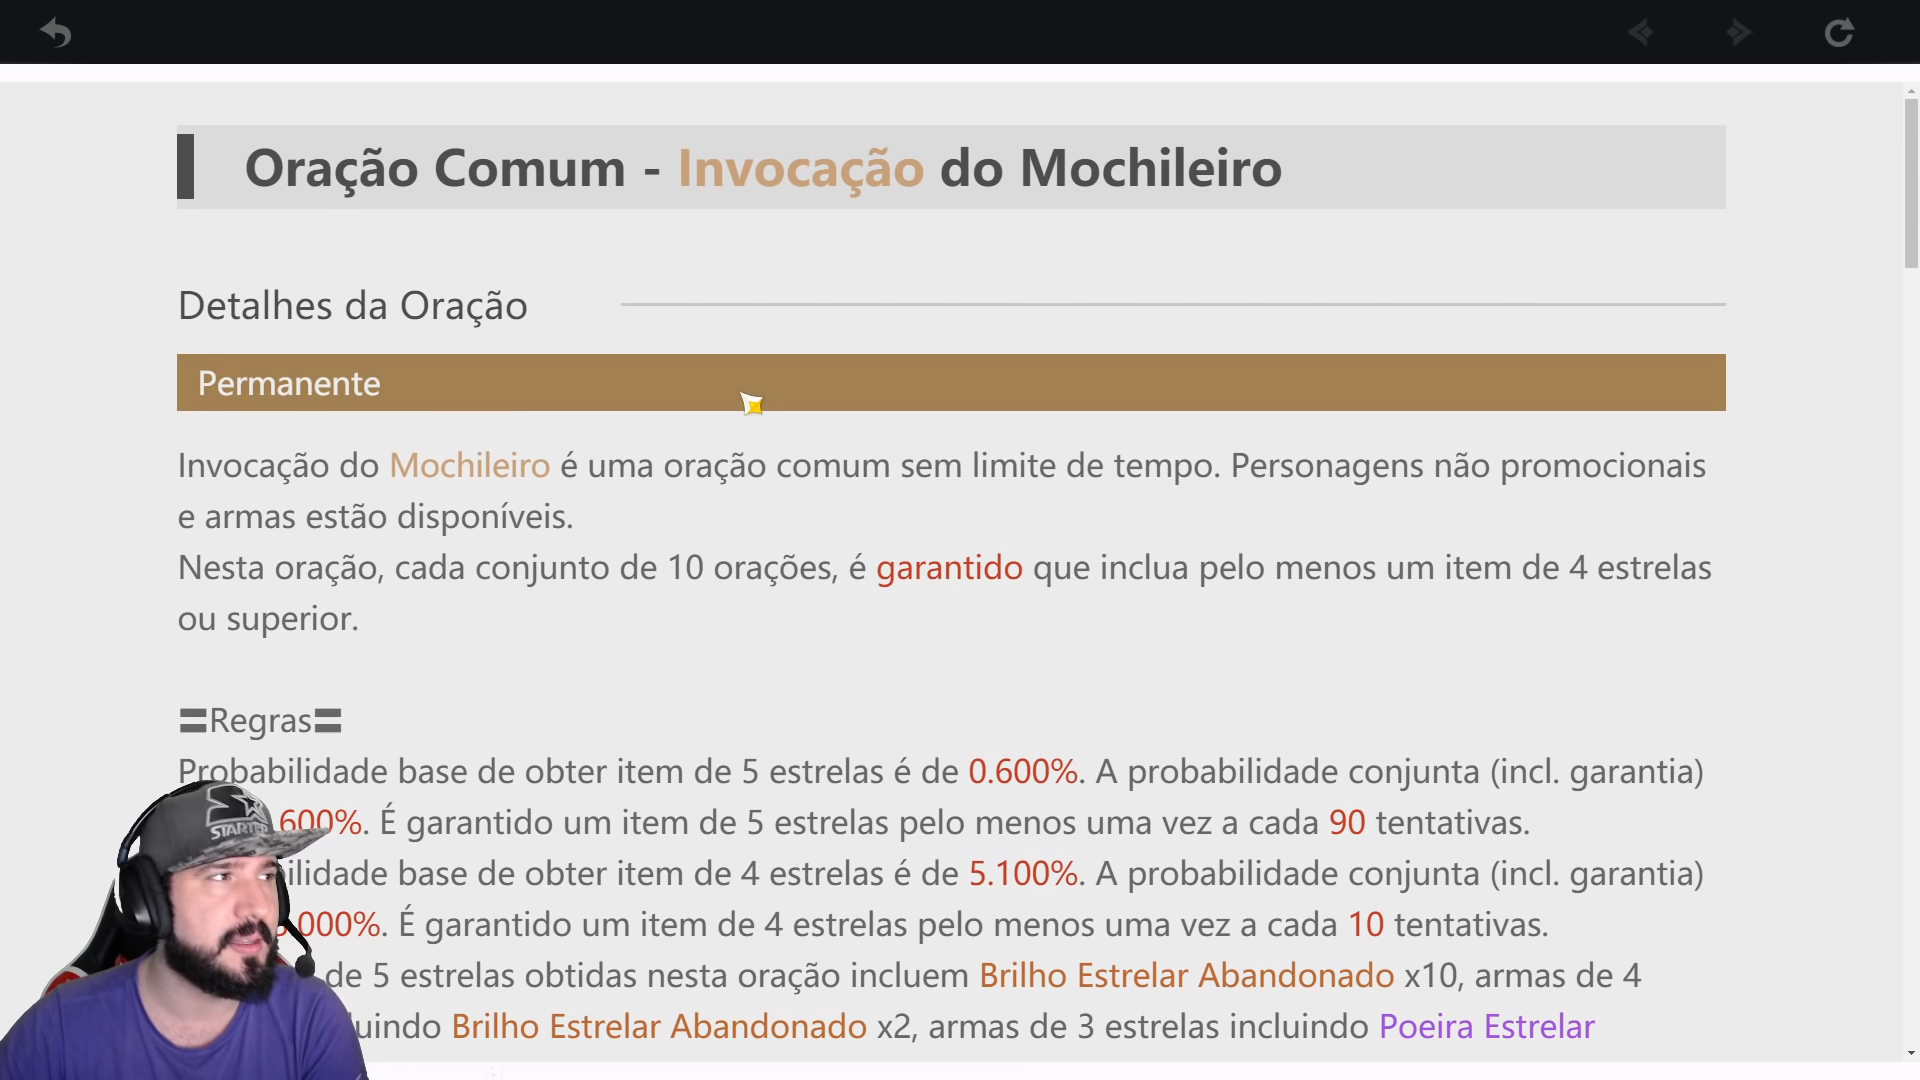 Oração Comum - Invocação do Mochileiro
Detalhes da Oração
Permanente
Invocação do Mochileiro é uma oração comum sem limite de tempo. Personagens não promocionais
e armas estão disponíveis.
Nesta oração, cada conjunto de 10 orações, é garantido que inclua pelo menos um item de 4 estrelas
ou superior.
〓Regras〓
Probabilidade base de obter item de 5 estrelas é de 0.600%. A probabilidade conjunta (incl. garantia)
600%. É garantido um item de 5 estrelas pelo menos uma vez a cada 90 tentativas.
ilidade base de obter item de 4 estrelas é de 5.100%. A probabilidade conjunta (incl. garantia)
.000%. É garantido um item de 4 estrelas pelo menos uma vez a cada 10 tentativas.
de 5 estrelas obtidas nesta oração incluem Brilho Estrelar Abandonado x10, armas de 4
luindo Brilho Estrelar Abandonado x2, armas de 3 estrelas incluindo Poeira Estrelar